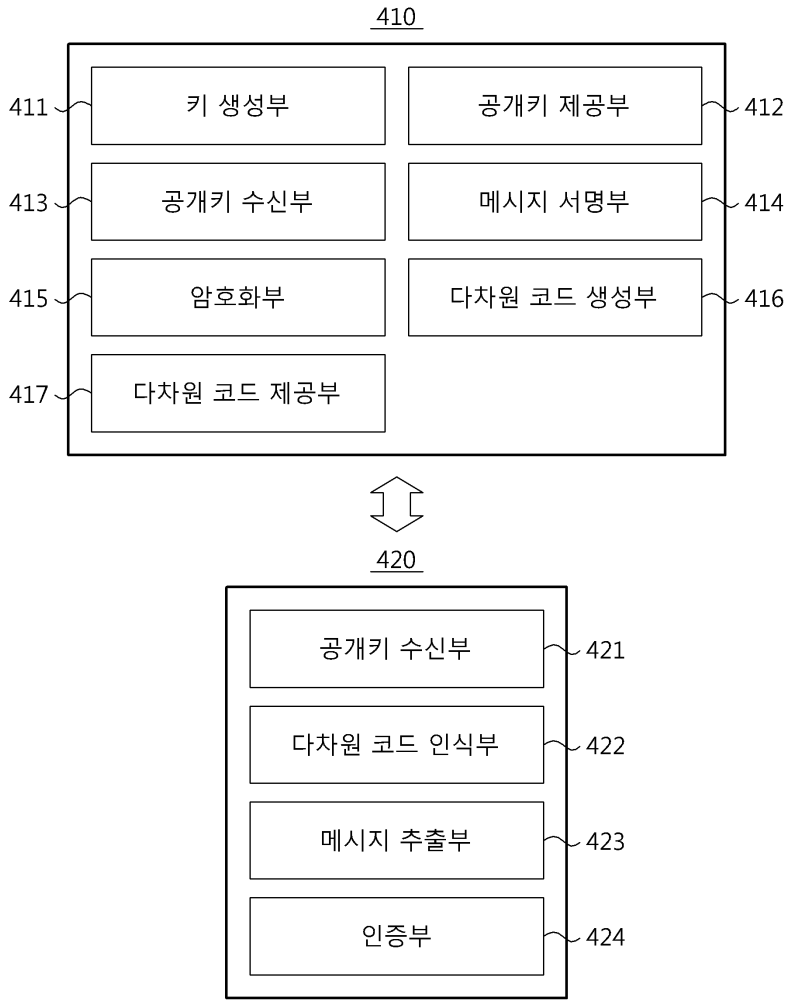 410
411 키 생성부 공개키 제공부 412
413 공개키 수신부 메시지 서명부 414
415 암호화부 다차원 코드 생성부 416
417 다차원 코드 제공부
420
공개키 수신부 421
다차원 코드 인식부 422
메시지 추출부 423
인증부 424